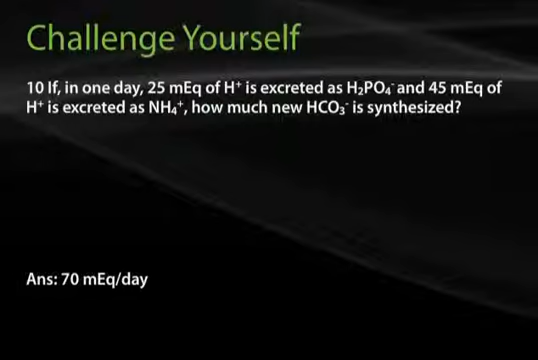 Challenge Yourself
10 If, in one day, 25 mEq of H⁺ is excreted as H₂PO₄⁻ and 45 mEq of
H⁺ is excreted as NH₄⁺, how much new HCO₃⁻ is synthesized?
Ans: 70 mEq/day